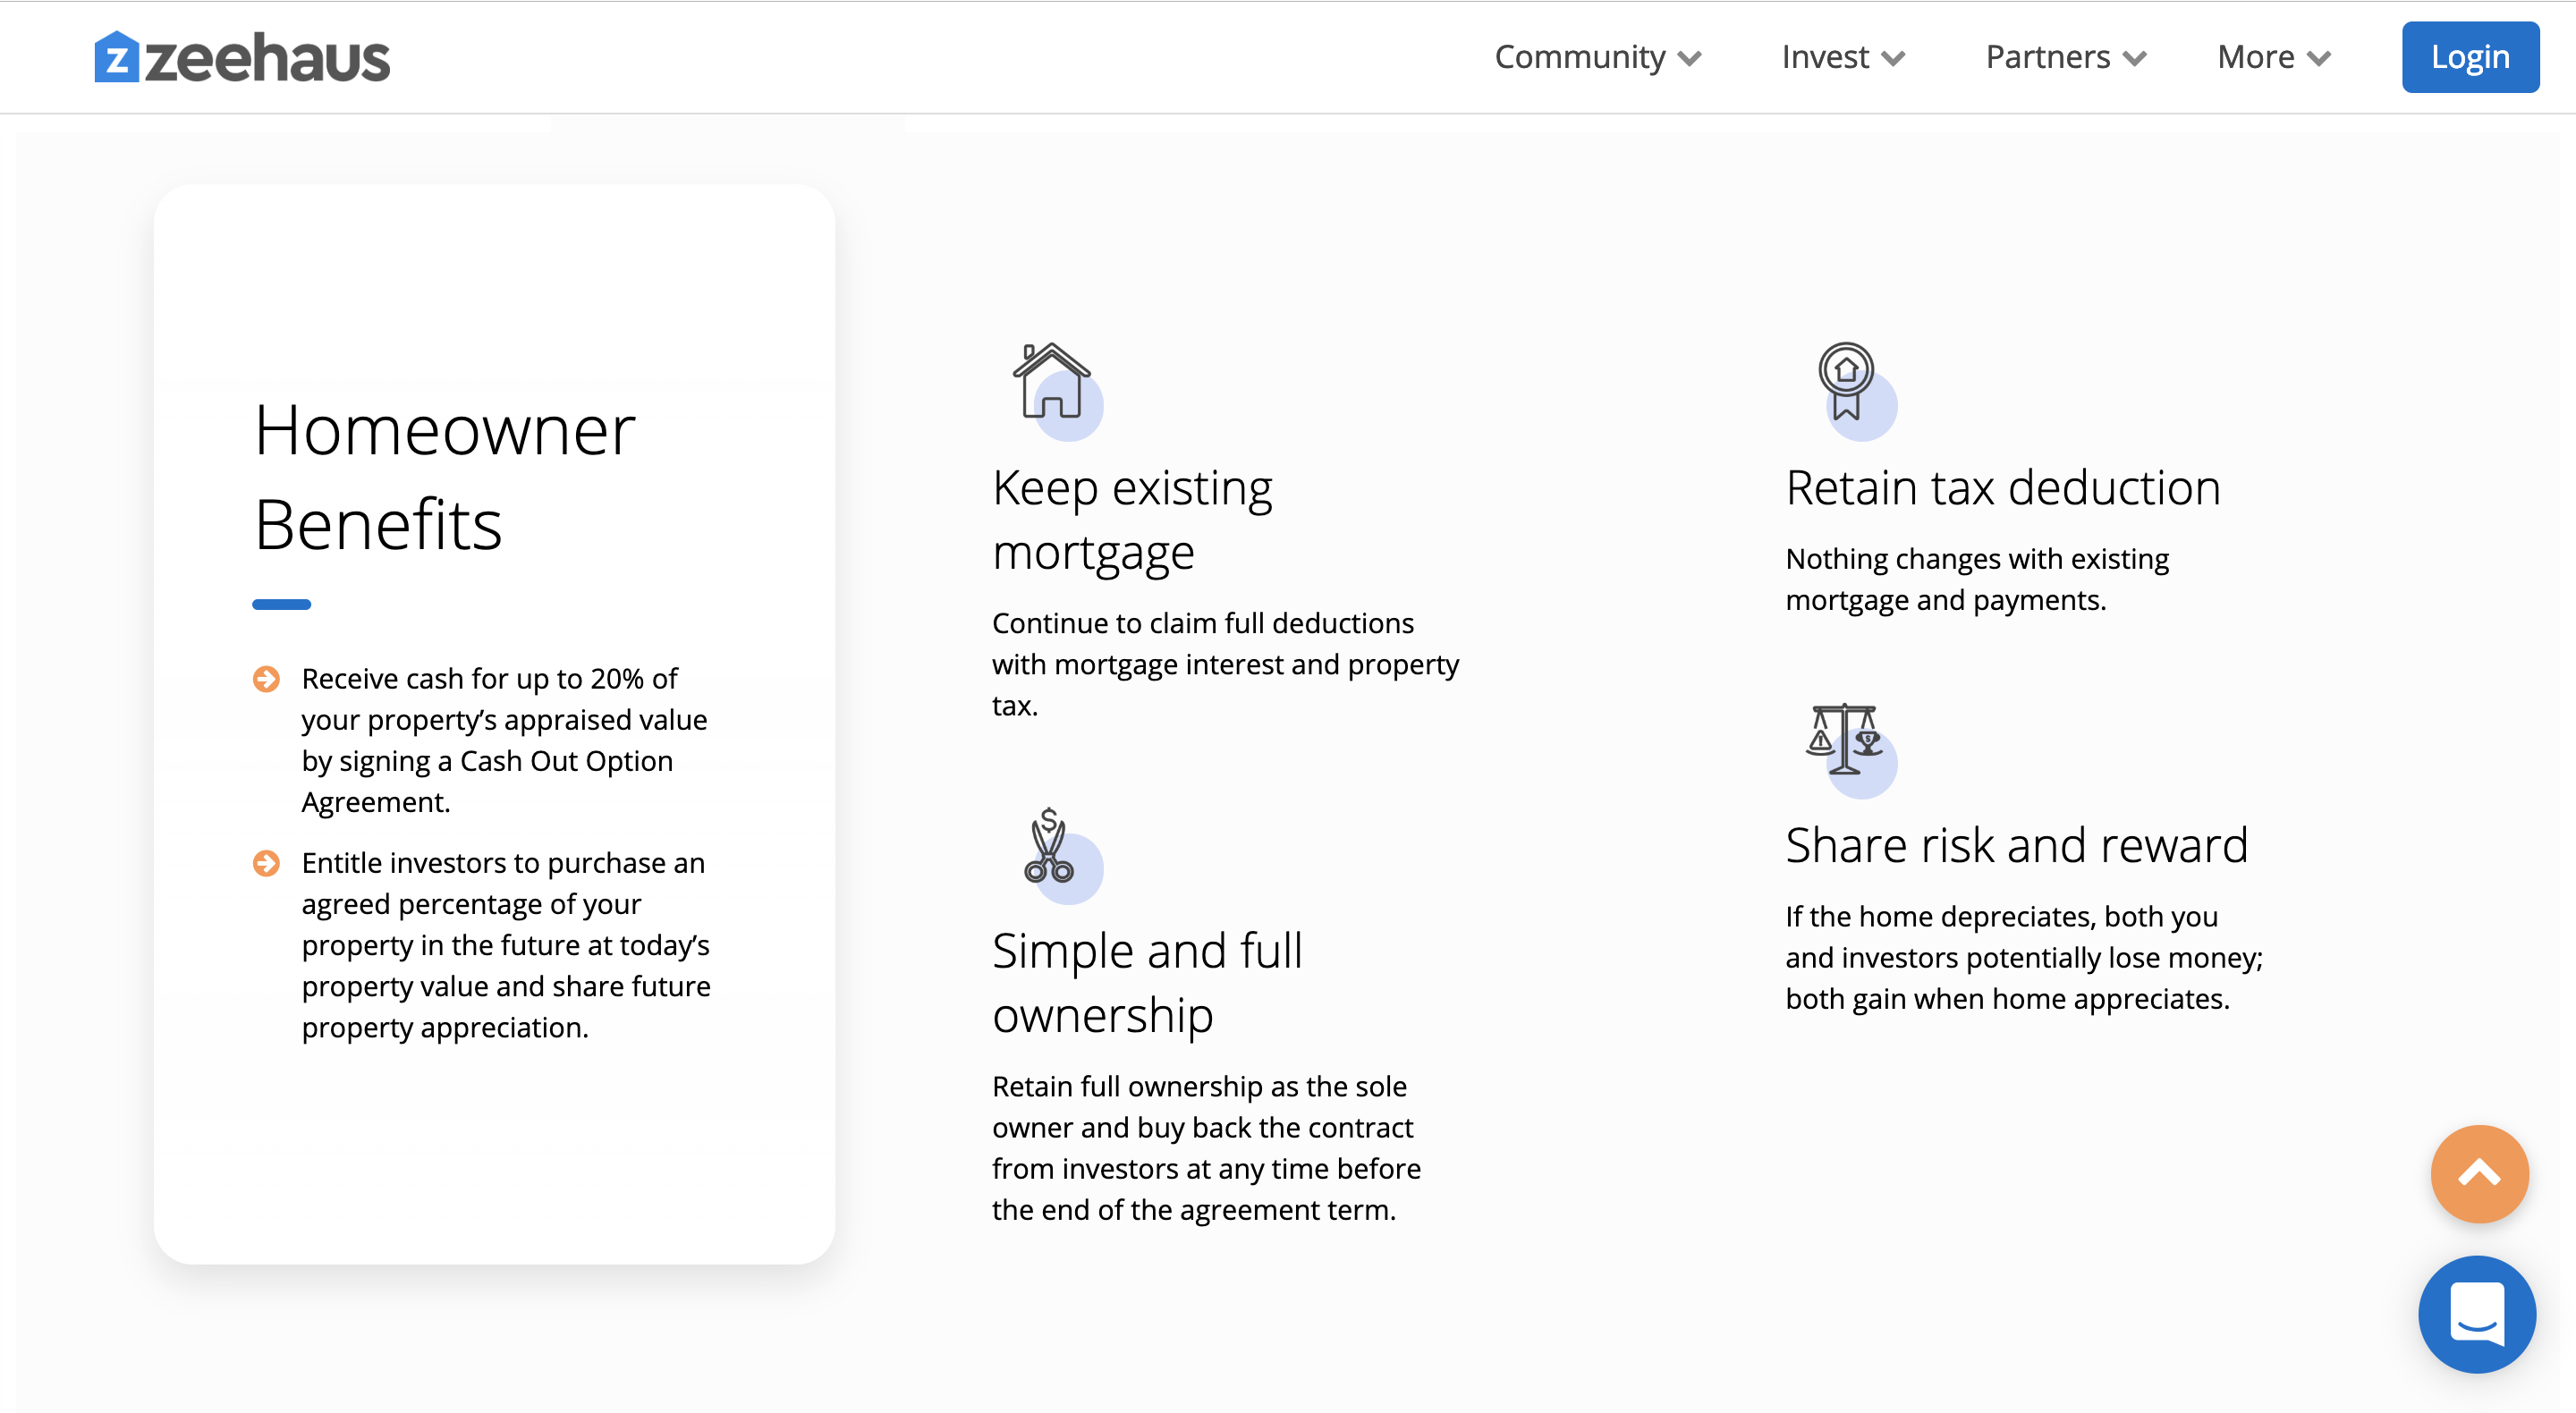 zeehaus
Community
Invest
Partners
More
Login
Homeowner
Benefits
Receive cash for up to 20% of
your property’s appraised value
by signing a Cash Out Option
Agreement.
Entitle investors to purchase an
agreed percentage of your
property in the future at today’s
property value and share future
property appreciation.
Keep existing
mortgage
Continue to claim full deductions
with mortgage interest and property
tax.
Retain tax deduction
Nothing changes with existing
mortgage and payments.
Simple and full
ownership
Retain full ownership as the sole
owner and buy back the contract
from investors at any time before
the end of the agreement term.
Share risk and reward
If the home depreciates, both you
and investors potentially lose money;
both gain when home appreciates.